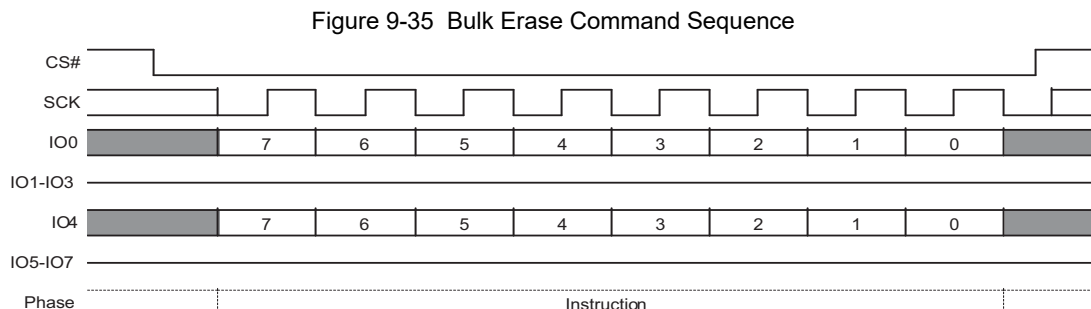 Figure 9-35 Bulk Erase Command Sequence
CS#
SCK
IO0 7 6 5 4 3 2 1 0
IO1-IO3
IO4 7 6 5 4 3 2 1 0
IO5-IO7
Phase Instruction